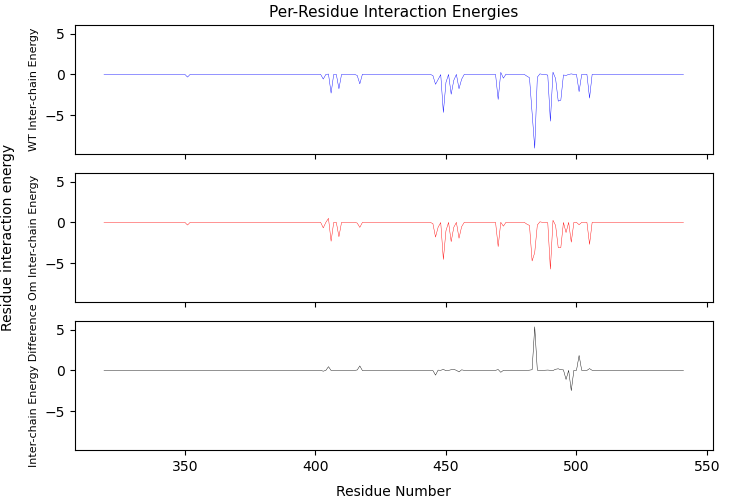 Per-Residue Interaction Energies
WT Inter-chain Energy
5
0
−5
Residue interaction energy
Om Inter-chain Energy
5
0
−5
Inter-chain Energy Difference
5
0
−5
350
400
450
500
550
Residue Number